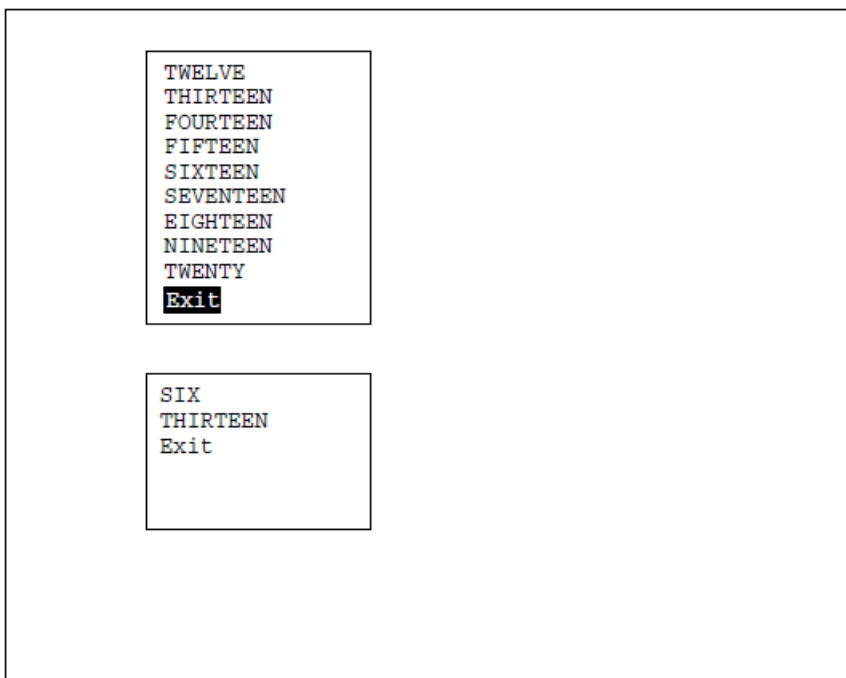 TWELVE
THIRTEEN
FOURTEEN
FIFTEEN
SIXTEEN
SEVENTEEN
EIGHTEEN
NINETEEN
TWENTY
Exit
SIX
THIRTEEN
Exit